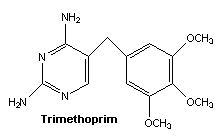 NH₂
N
OCH₃
H₂N
N
OCH₃
OCH₃
Trimethoprim